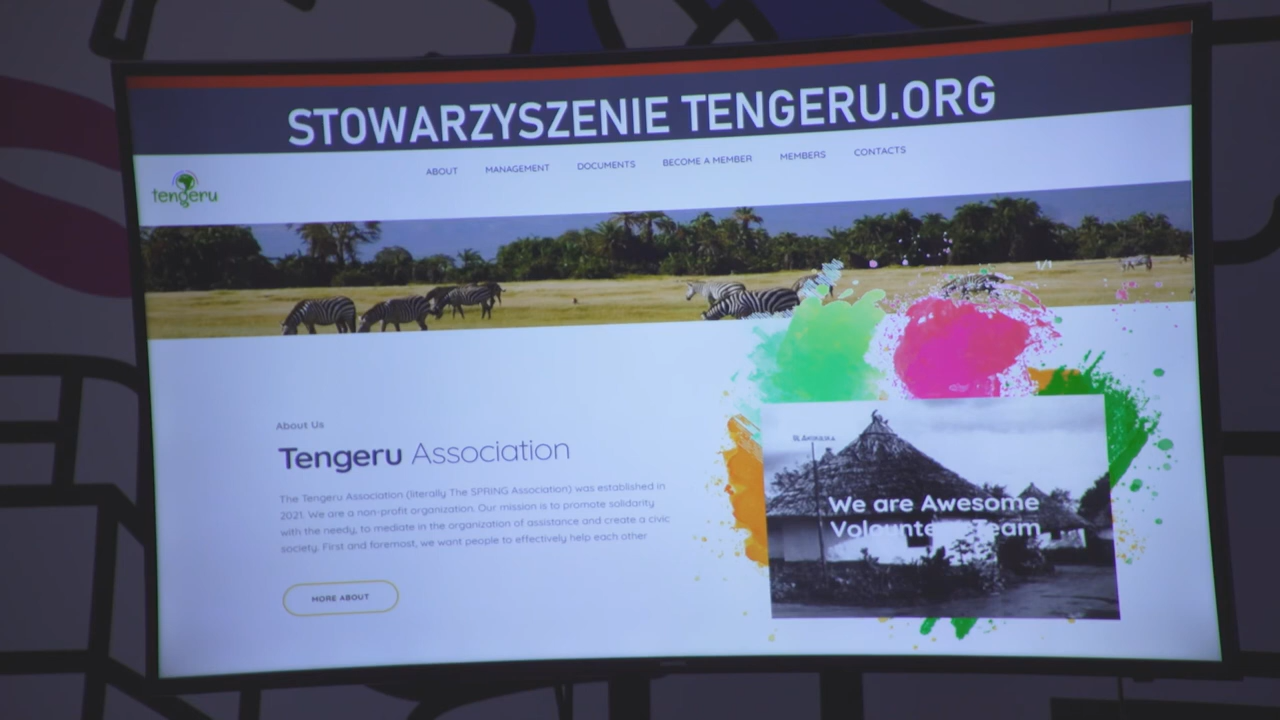 STOWARZYSZENIE TENGERU.ORG
tengeru
ABOUT
MANAGEMENT
DOCUMENTS
BECOME A MEMBER
MEMBERS
CONTACTS
1/1
About Us
Tengeru Association
The Tengeru Association (literally The SPRING Association) was established in
2021. We are a non-profit organization. Our mission is to promote solidarity
with the needy, to mediate in the organization of assistance and create a civic
society. First and foremost, we want people to effectively help each other
MORE ABOUT
We are Awesome
Team